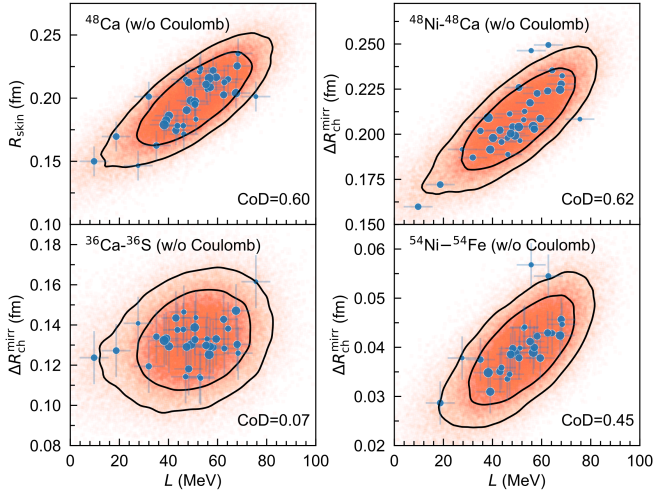 ⁴⁸Ca (w/o Coulomb)
0.25
0.20
0.15
0.10
R_skin (fm)
CoD=0.60
⁴⁸Ni-⁴⁸Ca (w/o Coulomb)
0.250
0.225
0.200
0.175
0.150
ΔR_ch^mirr (fm)
CoD=0.62
³⁶Ca-³⁶S (w/o Coulomb)
0.18
0.16
0.14
0.12
0.10
0.08
ΔR_ch^mirr (fm)
CoD=0.07
0 20 40 60 80 100
L (MeV)
⁵⁴Ni−⁵⁴Fe (w/o Coulomb)
0.06
0.05
0.04
0.03
0.02
ΔR_ch^mirr (fm)
CoD=0.45
0 20 40 60 80 100
L (MeV)